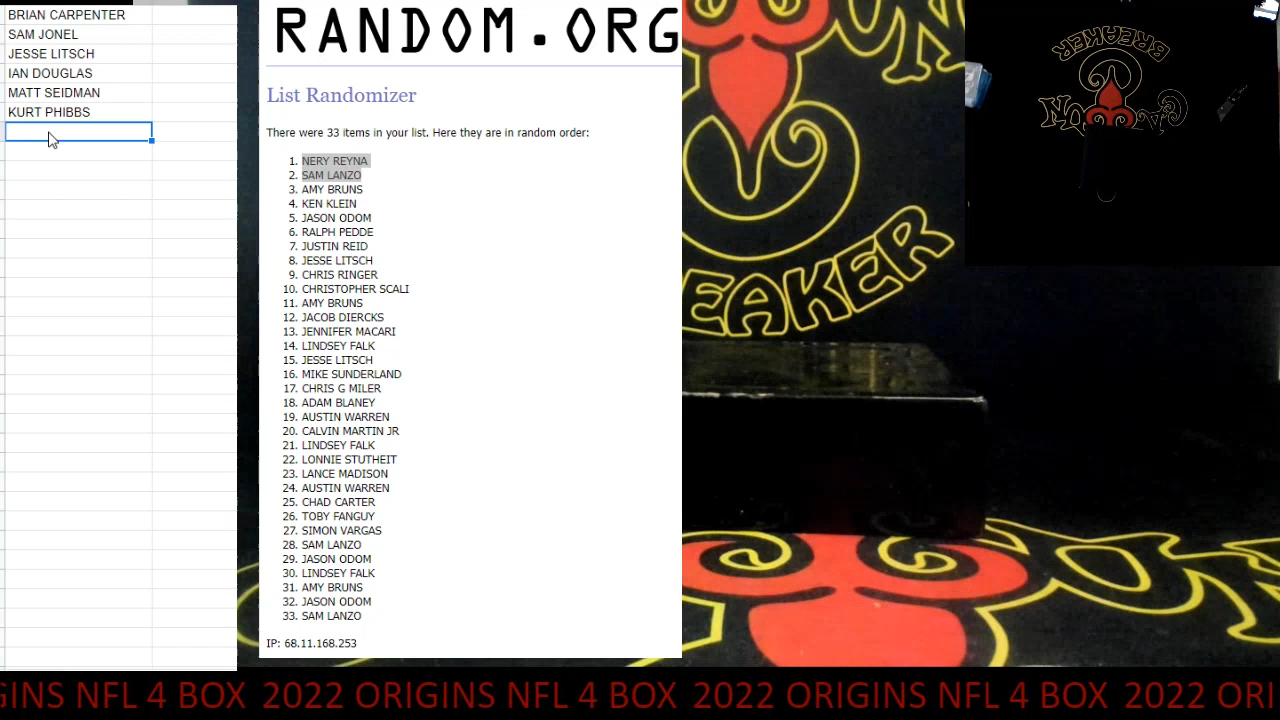 BRIAN CARPENTER
SAM JONEL
JESSE LITSCH
IAN DOUGLAS
MATT SEIDMAN
KURT PHIBBS
RANDOM.ORG
List Randomizer
There were 33 items in your list. Here they are in random order:
1. NERY REYNA
2. SAM LANZO
3. AMY BRUNS
4. KEN KLEIN
5. JASON ODOM
6. RALPH PEDDE
7. JUSTIN REID
8. JESSE LITSCH
9. CHRIS RINGER
10. CHRISTOPHER SCALI
11. AMY BRUNS
12. JACOB DIERCKS
13. JENNIFER MACARI
14. LINDSEY FALK
15. JESSE LITSCH
16. MIKE SUNDERLAND
17. CHRIS G MILER
18. ADAM BLANEY
19. AUSTIN WARREN
20. CALVIN MARTIN JR
21. LINDSEY FALK
22. LONNIE STUTHEIT
23. LANCE MADISON
24. AUSTIN WARREN
25. CHAD CARTER
26. TOBY FANGUY
27. SIMON VARGAS
28. SAM LANZO
29. JASON ODOM
30. LINDSEY FALK
31. AMY BRUNS
32. JASON ODOM
33. SAM LANZO
IP: 68.11.168.253
EAKER
BREAKER
GINS NFL 4 BOX 2022 ORIGINS NFL 4 BOX 2022 ORIGINS NFL 4 BOX 2022 ORI